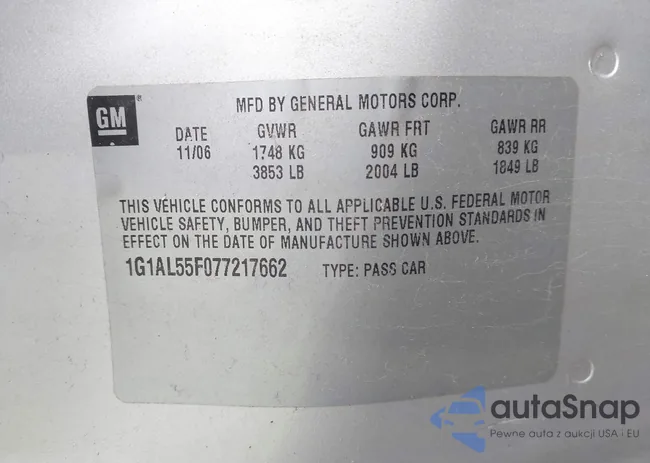 GM ®
MFD BY GENERAL MOTORS CORP.
DATE GVWR GAWR FRT GAWR RR
11/06 1748 KG 909 KG 839 KG
3853 LB 2004 LB 1849 LB
THIS VEHICLE CONFORMS TO ALL APPLICABLE U.S. FEDERAL MOTOR
VEHICLE SAFETY, BUMPER, AND THEFT PREVENTION STANDARDS IN
EFFECT ON THE DATE OF MANUFACTURE SHOWN ABOVE.
1G1AL55F077217662 TYPE: PASS CAR
autaSnap
Pewne auta z aukcji USA i EU